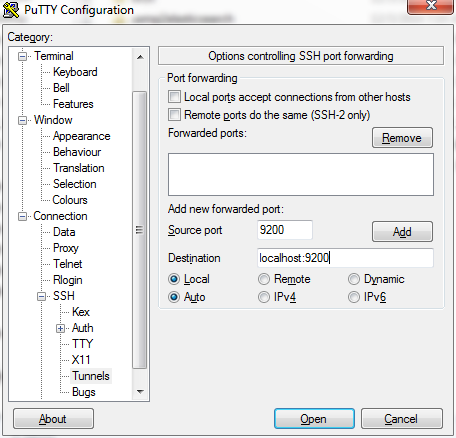 PuTTY Configuration
Category:
Terminal
Keyboard
Bell
Features
Window
Appearance
Behaviour
Translation
Selection
Colours
Connection
Data
Proxy
Telnet
Rlogin
SSH
Kex
Auth
TTY
X11
Tunnels
Bugs
Options controlling SSH port forwarding
Port forwarding
Local ports accept connections from other hosts
Remote ports do the same (SSH-2 only)
Forwarded ports:
Remove
Add new forwarded port:
Source port 9200 Add
Destination localhost:9200
Local Remote Dynamic
Auto IPv4 IPv6
About Open Cancel